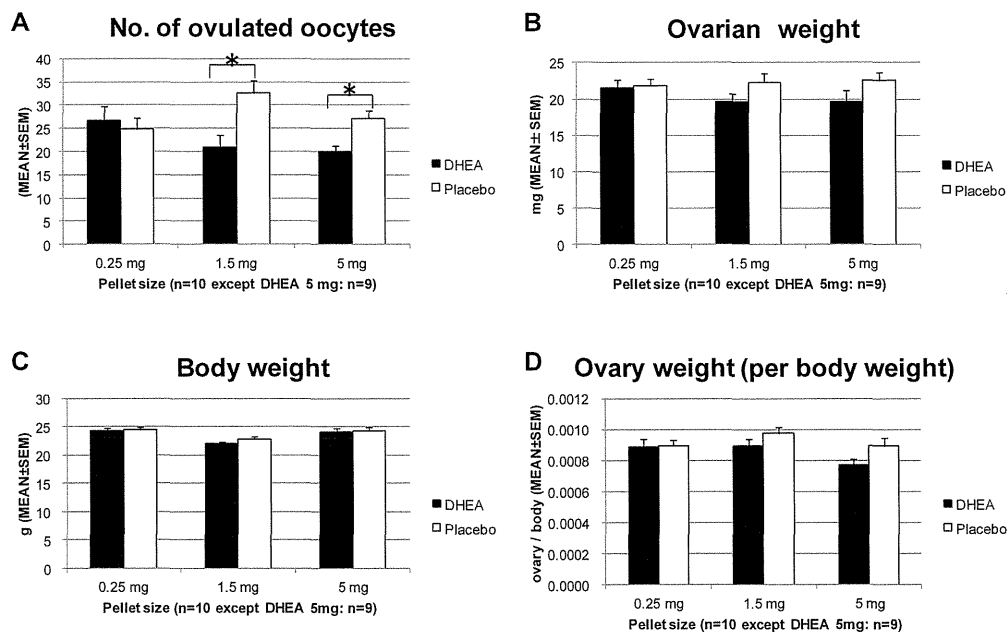 A
No. of ovulated oocytes
(MEAN±SEM)
40
35
30
25
20
15
10
5
0
*
*
DHEA
Placebo
0.25 mg
1.5 mg
5 mg
Pellet size (n=10 except DHEA 5 mg: n=9)
B
Ovarian weight
mg (MEAN± SEM)
25
20
15
10
5
0
DHEA
Placebo
0.25 mg
1.5 mg
5 mg
Pellet size (n=10 except DHEA 5mg: n=9)
C
Body weight
g (MEAN±SEM)
30
25
20
15
10
5
0
DHEA
Placebo
0.25 mg
1.5 mg
5 mg
Pellet size (n=10 except DHEA 5mg: n=9)
D
Ovary weight (per body weight)
ovary / body (MEAN±SEM)
0.0012
0.0010
0.0008
0.0006
0.0004
0.0002
0.0000
DHEA
Placebo
0.25 mg
1.5 mg
5 mg
Pellet size (n=10 except DHEA 5mg: n=9)